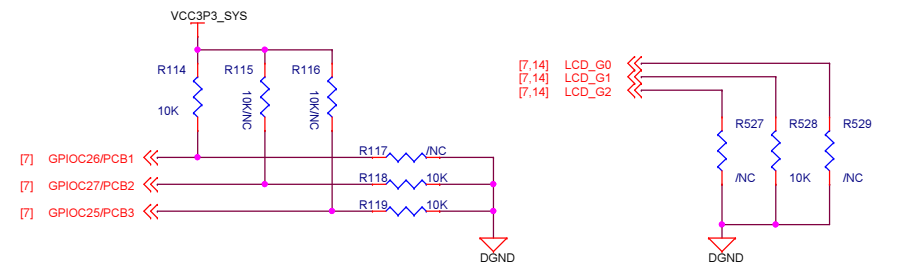 VCC3P3_SYS
R114 R115 R116
10K 10K/NC 10K/NC
[7] GPIOC26/PCB1 R117 /NC
[7] GPIOC27/PCB2 R118 10K
[7] GPIOC25/PCB3 R119 10K
DGND
[7,14] LCD_G0
[7,14] LCD_G1
[7,14] LCD_G2
R527 R528 R529
/NC 10K /NC
DGND